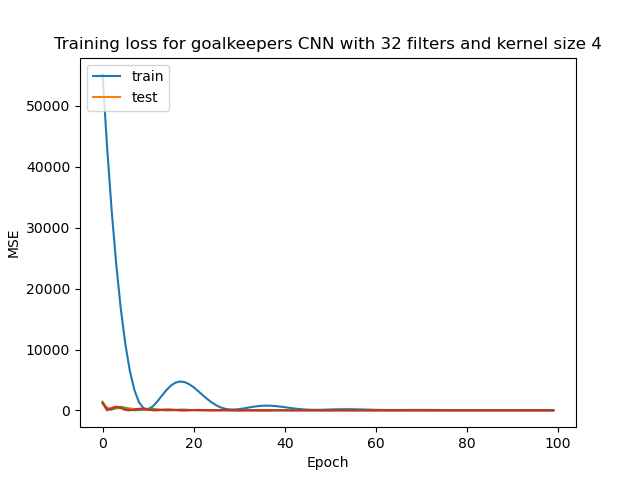 Training loss for goalkeepers CNN with 32 filters and kernel size 4
train
test
50000
40000
30000
20000
10000
0
MSE
0 20 40 60 80 100
Epoch